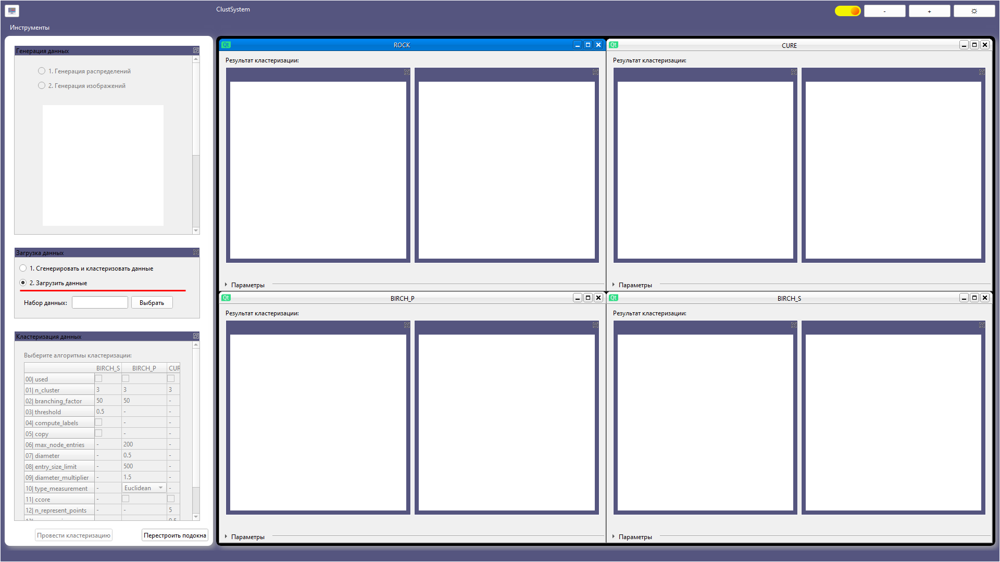 ClustSystem
- + ☼
Инструменты
Генерация данных
1. Генерация распределений
2. Генерация изображений
Загрузка данных
1. Сгенерировать и кластеризовать данные
2. Загрузить данные
Набор данных: Выбрать
Кластеризация данных
Выберите алгоритмы кластеризации:
BIRCH_S BIRCH_P CUR
00| used
01| n_cluster 3 3 3
02| branching_factor 50 50 -
03| threshold 0.5 - -
04| compute_labels - -
05| copy - -
06| max_node_entries - 200 -
07| diameter - 0.5 -
08| entry_size_limit - 500 -
09| diameter_multiplier - 1.5 -
10| type_measurement - Euclidean -
11| ccore -
12| n_represent_points - - 5
Провести кластеризацию Перестроить подокна
Qt ROCK
Результат кластеризации:
Параметры
Qt CURE
Результат кластеризации:
Параметры
Qt BIRCH_P
Результат кластеризации:
Параметры
Qt BIRCH_S
Результат кластеризации:
Параметры